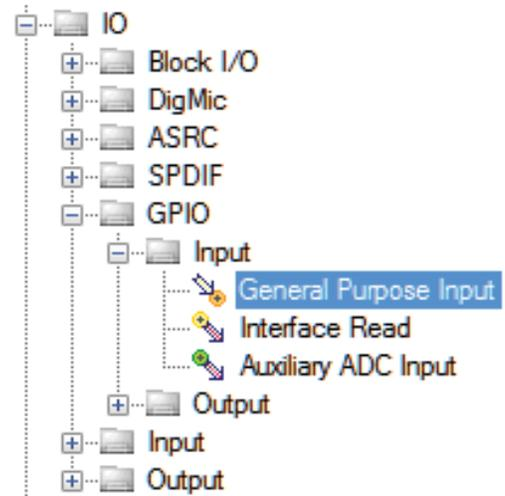 IO
Block I/O
DigMic
ASRC
SPDIF
GPIO
Input
General Purpose Input
Interface Read
Auxiliary ADC Input
Output
Input
Output